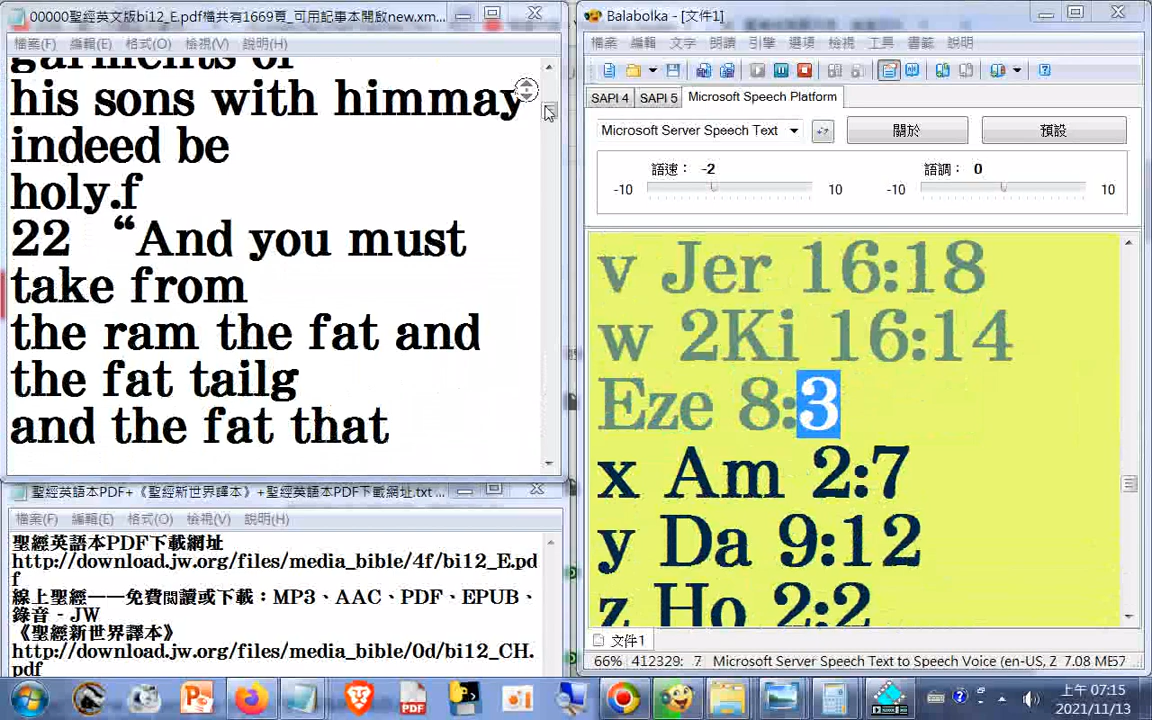 00000聖經英文版bi12_E.pdf檔共有1669頁_可用記事本開啟new.xm...
檔案(F) 編輯(E) 格式(O) 檢視(V) 說明(H)
garments of
his sons with himmay
indeed be
holy.f
22 “And you must
take from
the ram the fat and
the fat tailg
and the fat that
聖經英語本PDF+《聖經新世界譯本》+聖經英語本PDF下載網址.txt ...
檔案(F) 編輯(E) 格式(O) 檢視(V) 說明(H)
聖經英語本PDF下載網址
http://download.jw.org/files/media_bible/4f/bi12_E.pd
f
線上聖經——免費閱讀或下載：MP3、AAC、PDF、EPUB、
錄音 - JW
《聖經新世界譯本》
http://download.jw.org/files/media_bible/0d/bi12_CH.
pdf
Balabolka - [文件1]
檔案 編輯 文字 朗讀 引擎 選項 檢視 工具 書籤 說明
SAPI 4 SAPI 5 Microsoft Speech Platform
Microsoft Server Speech Text 關於 預設
語速： -2 語調： 0
-10 10 -10 10
v Jer 16:18
w 2Ki 16:14
Eze 8:3
x Am 2:7
y Da 9:12
z Ho 2:2
文件1
66% 412329: 7 Microsoft Server Speech Text to Speech Voice (en-US, Z 7.08 ME57
PDF
上午 07:15
2021/11/13